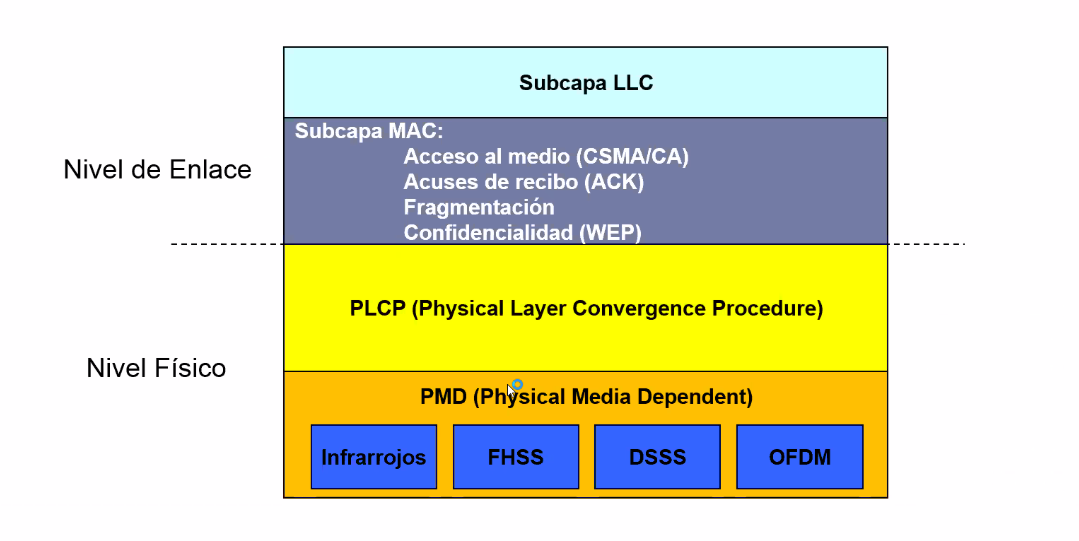 Subcapa LLC
Subcapa MAC:
Acceso al medio (CSMA/CA)
Acuses de recibo (ACK)
Fragmentación
Confidencialidad (WEP)
Nivel de Enlace
PLCP (Physical Layer Convergence Procedure)
Nivel Físico
PMD (Physical Media Dependent)
Infrarrojos
FHSS
DSSS
OFDM